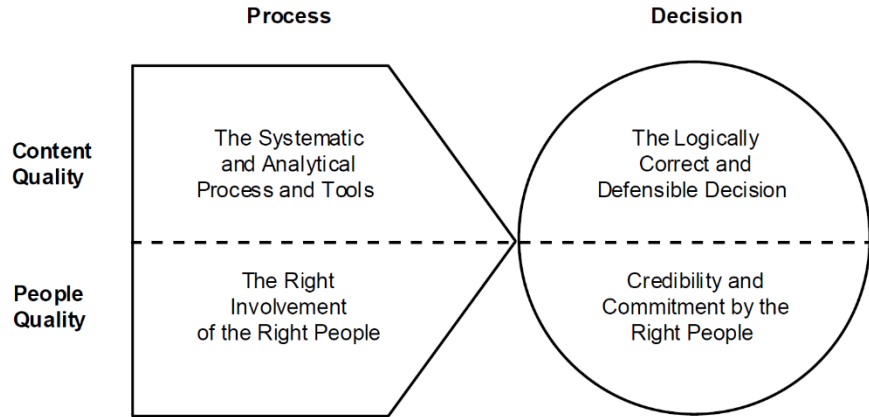 Process
Decision
Content
Quality
The Systematic
and Analytical
Process and Tools
The Logically
Correct and
Defensible Decision
People
Quality
The Right
Involvement
of the Right People
Credibility and
Commitment by the
Right People